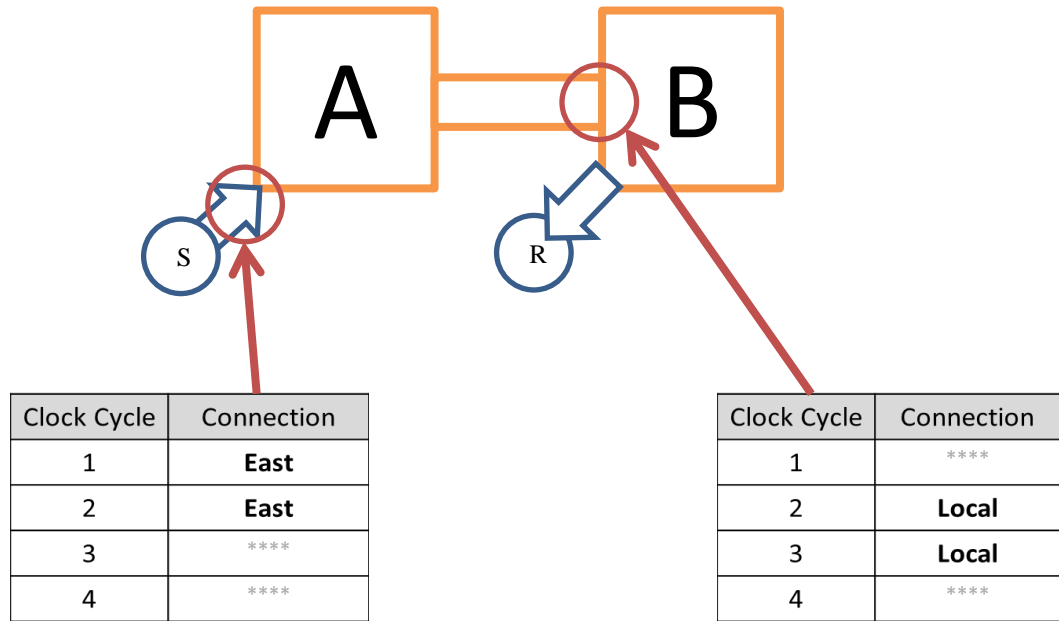 A
B
S
R
Clock Cycle Connection
1 East
2 East
3 ****
4 ****
Clock Cycle Connection
1 ****
2 Local
3 Local
4 ****